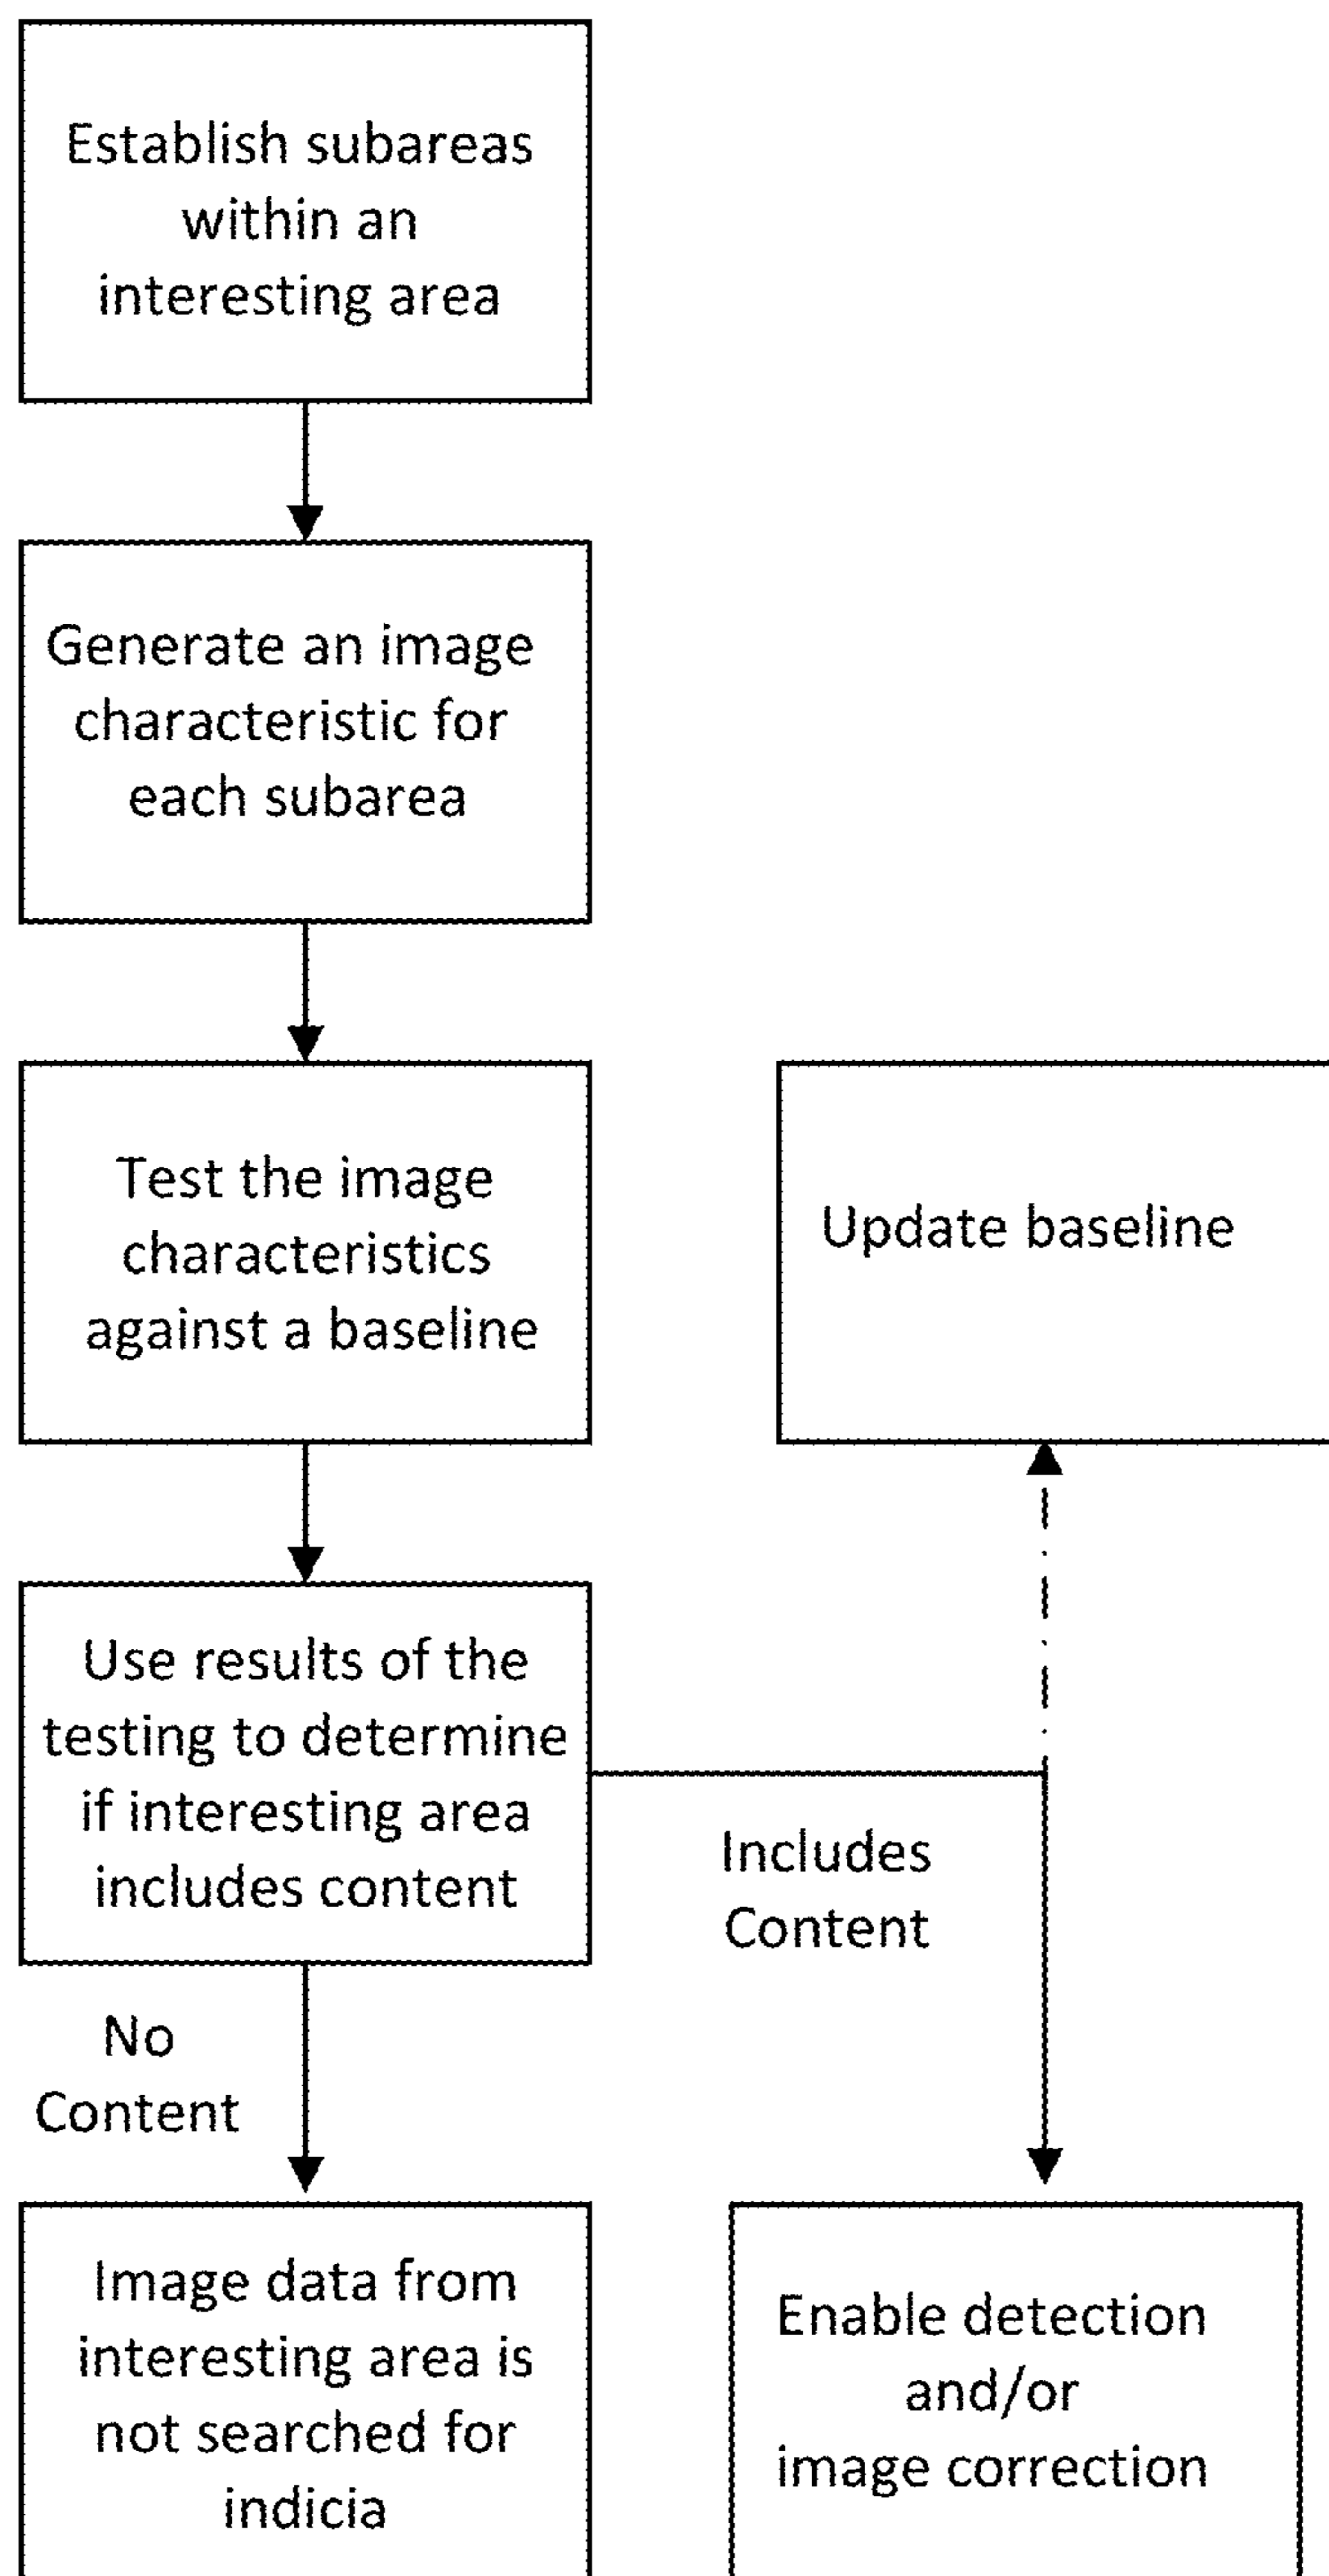 Establish subareas
within an
interesting area
Generate an image
characteristic for
each subarea
Test the image
characteristics
against a baseline
Update baseline
Use results of the
testing to determine
if interesting area
includes content
Includes
Content
No
Content
Image data from
interesting area is
not searched for
indicia
Enable detection
and/or
image correction